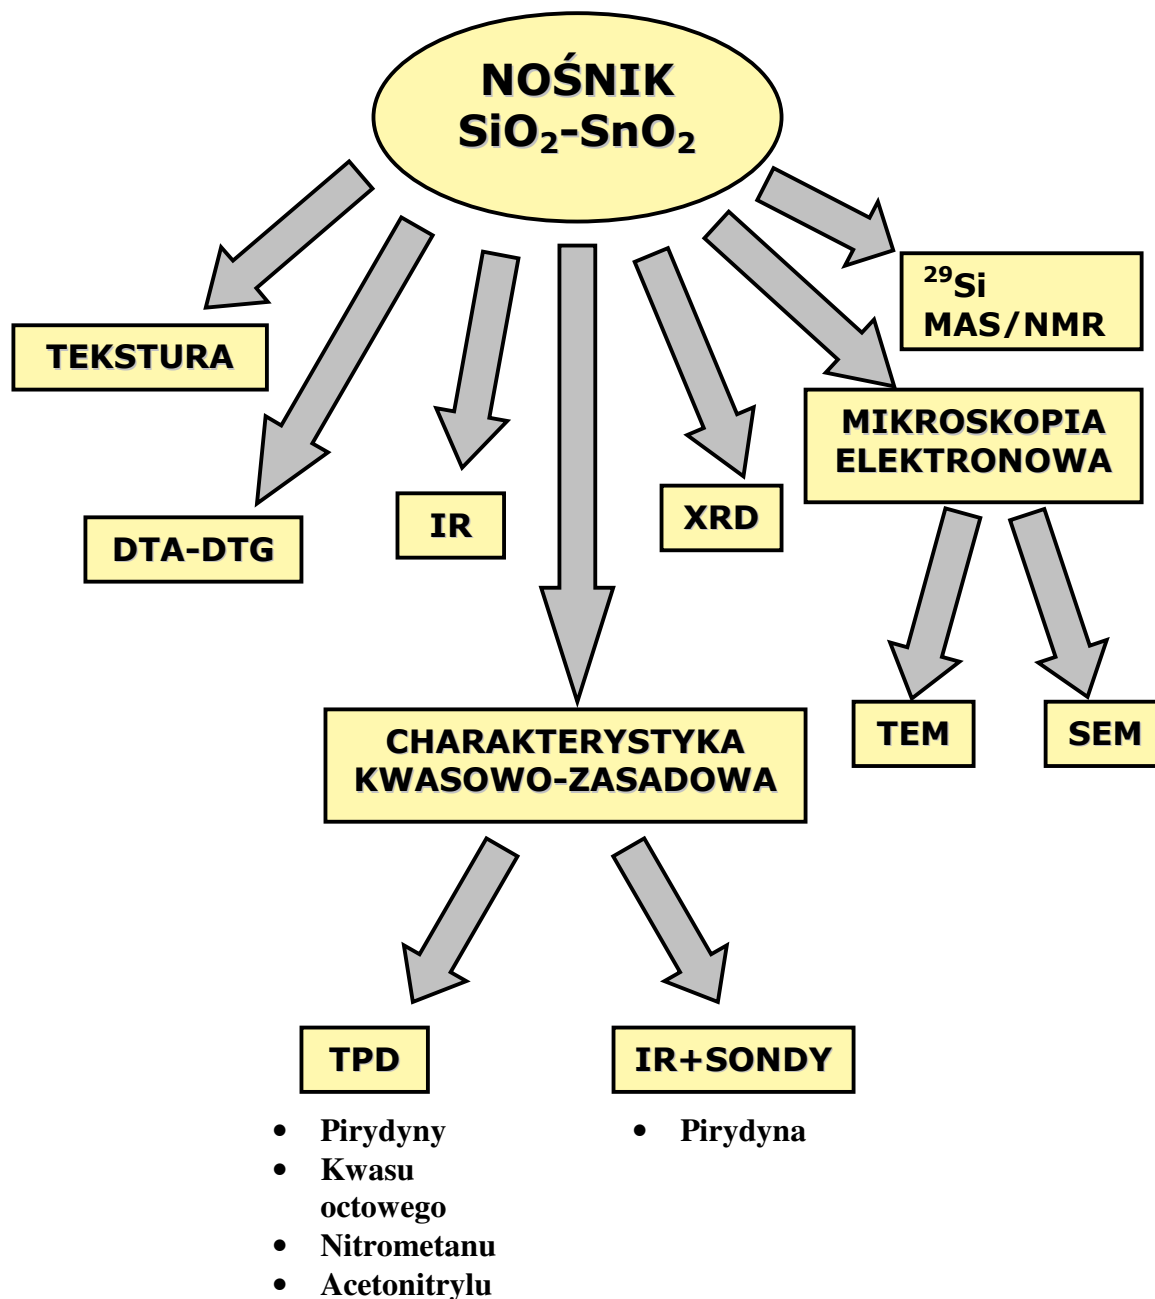 NOŚNIK
SiO₂-SnO₂
²⁹Si
MAS/NMR
TEKSTURA
MIKROSKOPIA
ELEKTRONOWA
IR
XRD
DTA-DTG
CHARAKTERYSTYKA
KWASOWO-ZASADOWA
TEM
SEM
TPD
IR+SONDY
• Pirydyny
• Kwasu
octowego
• Nitrometanu
• Acetonitrylu
• Pirydyna